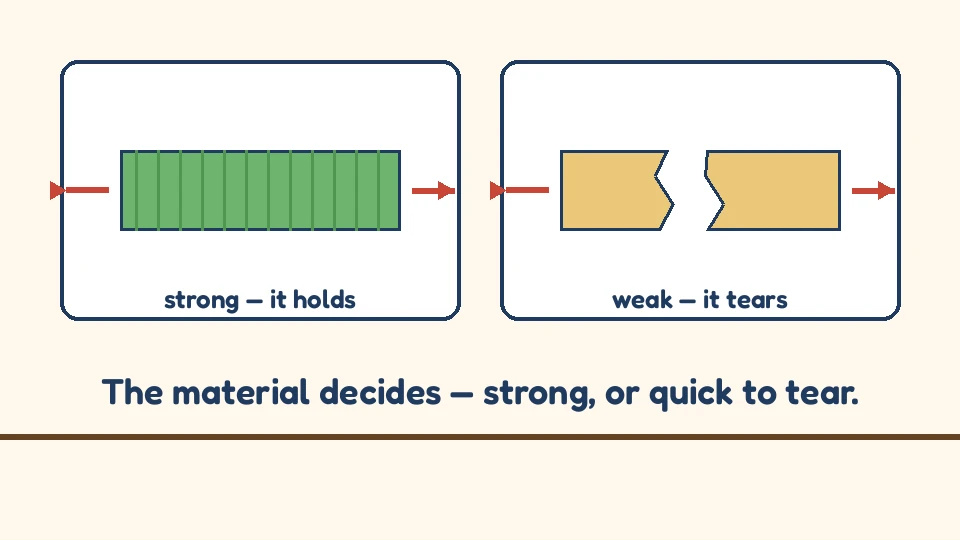 strong — it holds
weak — it tears
The material decides — strong, or quick to tear.